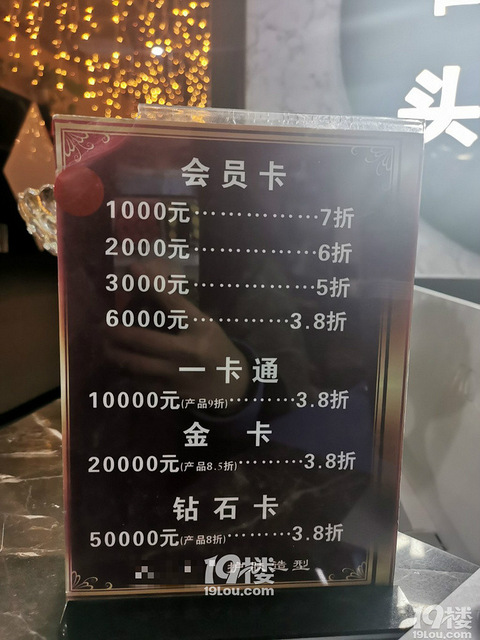 头
会员卡
1000元……………7折
2000元……………6折
3000元……………5折
6000元…………3.8折
一卡通
10000元(产品9折)………3.8折
金 卡
20000元(产品8.5折)………3.8折
钻石卡
50000元(产品8折)………3.8折
造型
19楼
19Lou.com
19楼
19Lou.com